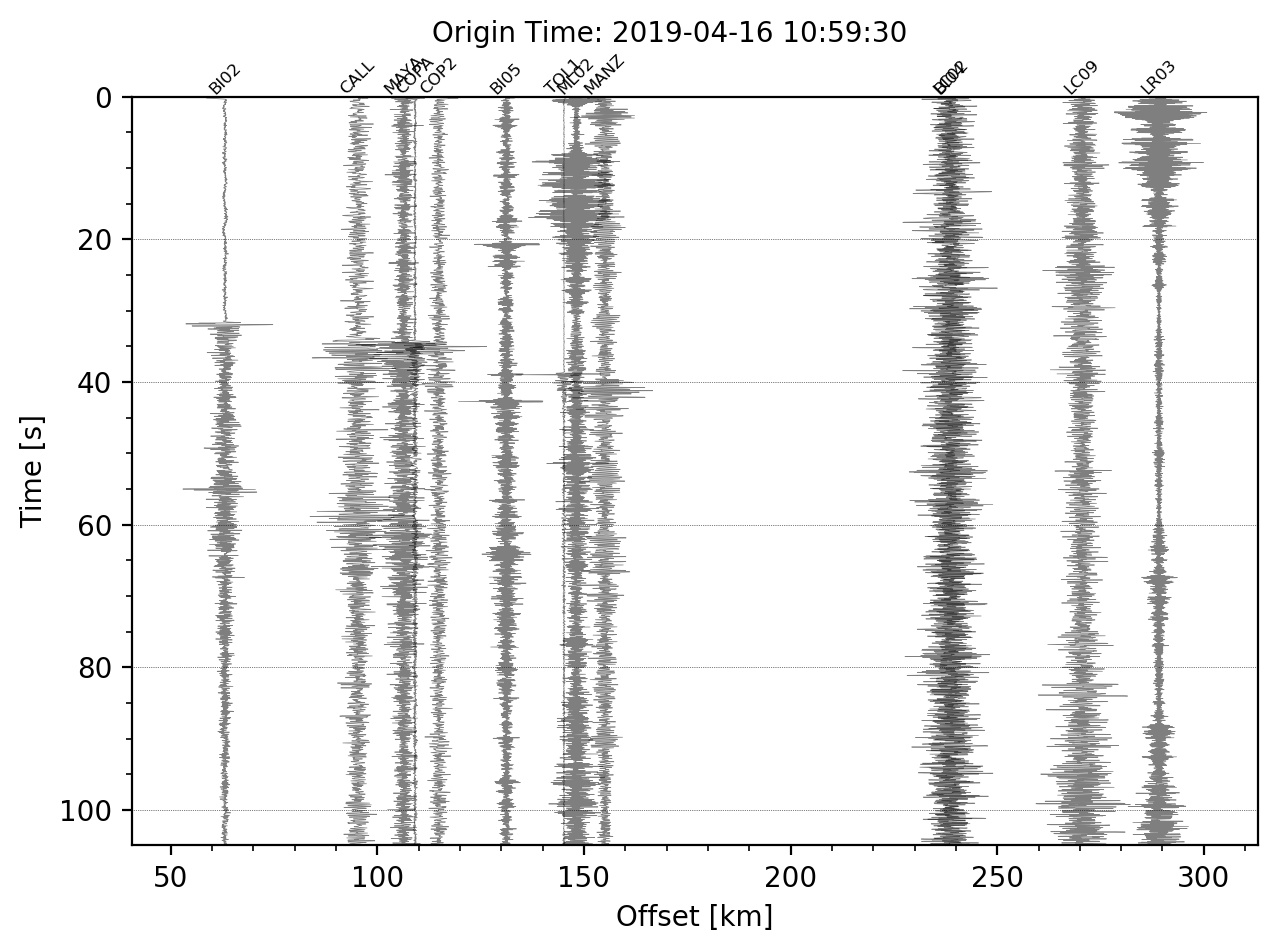 Origin Time: 2019-04-16 10:59:30
BI02 CALL MAYA COPA COP2 BI05 TOL1 ML02 MANZ LC09 LR03
0
20
40
60
80
100
Time [s]
50 100 150 200 250 300
Offset [km]